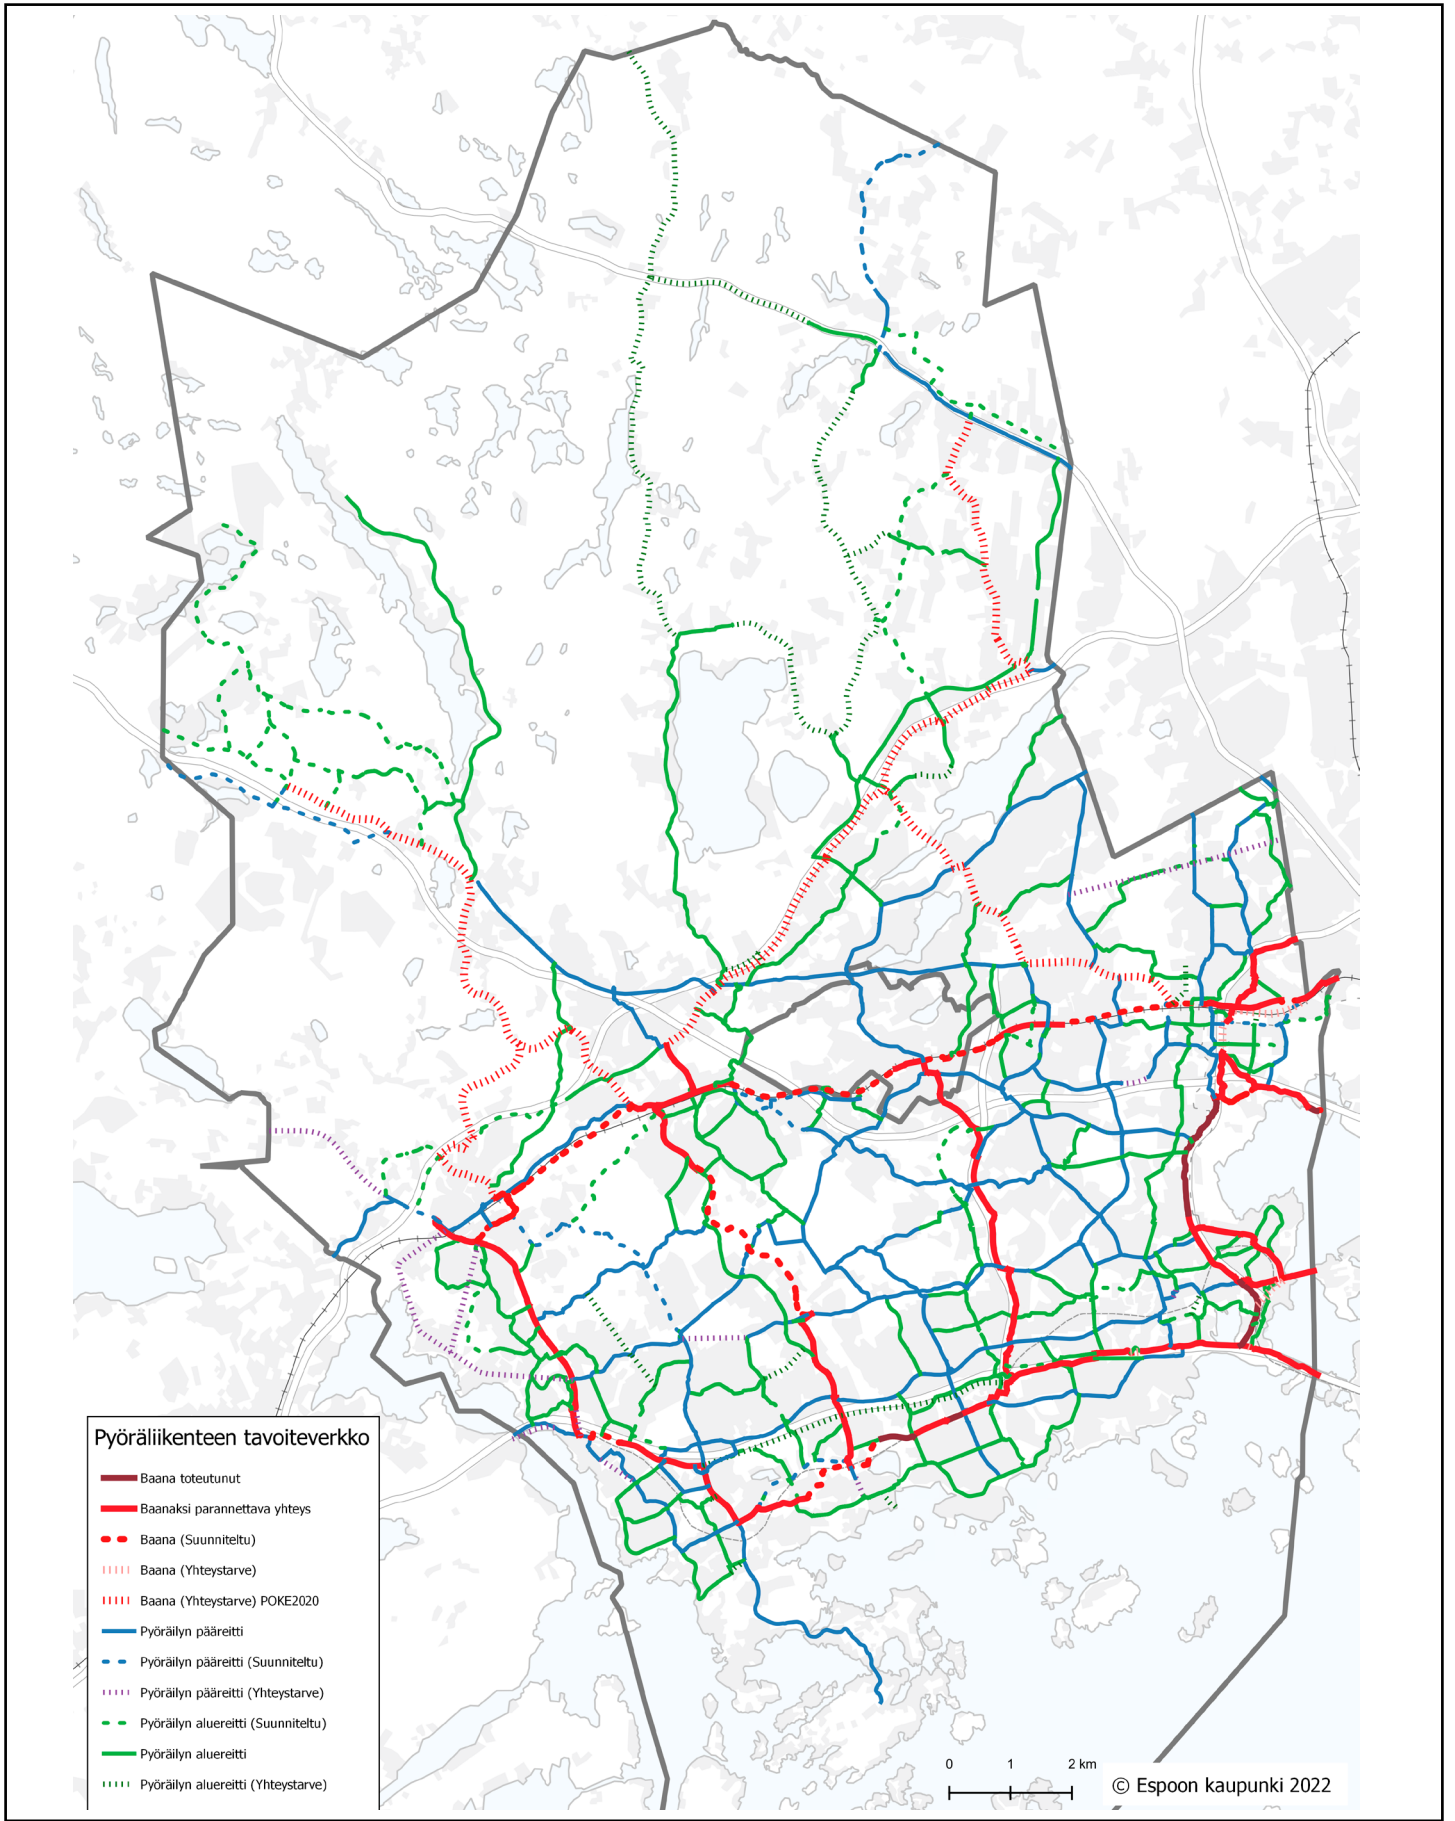 Pyöräliikenteen tavoiteverkko
Baana toteutunut
Baanaksi parannettava yhteys
Baana (Suunniteltu)
Baana (Yhteystarve)
Baana (Yhteystarve) POKE2020
Pyöräilyn pääreitti
Pyöräilyn pääreitti (Suunniteltu)
Pyöräilyn pääreitti (Yhteystarve)
Pyöräilyn aluereitti (Suunniteltu)
Pyöräilyn aluereitti
Pyöräilyn aluereitti (Yhteystarve)
0 1 2 km
© Espoon kaupunki 2022